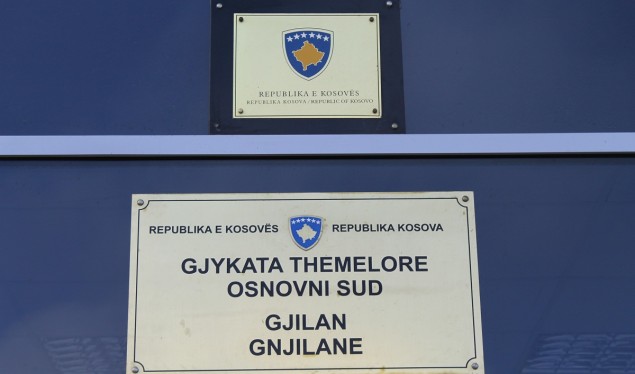 REPUBLIKA E KOSOVËS
REPUBLIKA KOSOVA / REPUBLIC OF KOSOVO
REPUBLIKA E KOSOVËS REPUBLIKA KOSOVA
GJYKATA THEMELORE
OSNOVNI SUD
GJILAN
GNJILANE